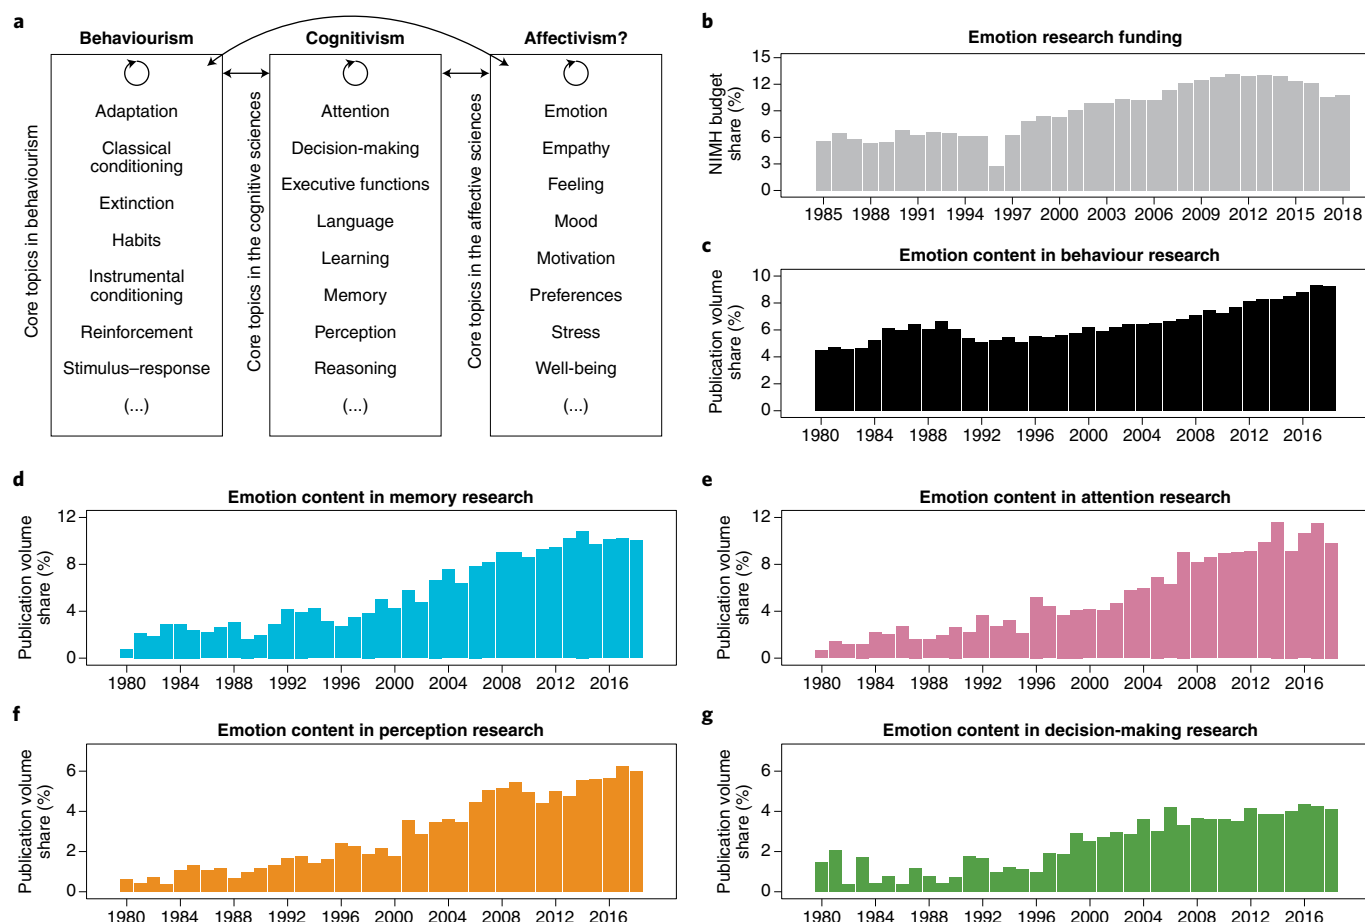 a
Behaviourism
Cognitivism
Affectivism?
Core topics in behaviourism
Adaptation
Classical
conditioning
Extinction
Habits
Instrumental
conditioning
Reinforcement
Stimulus–response
(...)
Core topics in the cognitive sciences
Attention
Decision-making
Executive functions
Language
Learning
Memory
Perception
Reasoning
(...)
Core topics in the affective sciences
Emotion
Empathy
Feeling
Mood
Motivation
Preferences
Stress
Well-being
(...)
b
Emotion research funding
NIMH budget
share (%)
15
12
9
6
3
0
1985 1988 1991 1994 1997 2000 2003 2006 2009 2012 2015 2018
c
Emotion content in behaviour research
Publication volume
share (%)
10
8
6
4
2
0
1980 1984 1988 1992 1996 2000 2004 2008 2012 2016
d
Emotion content in memory research
Publication volume
share (%)
12
8
4
0
1980 1984 1988 1992 1996 2000 2004 2008 2012 2016
e
Emotion content in attention research
Publication volume
share (%)
12
8
4
0
1980 1984 1988 1992 1996 2000 2004 2008 2012 2016
f
Emotion content in perception research
Publication volume
share (%)
6
4
2
0
1980 1984 1988 1992 1996 2000 2004 2008 2012 2016
g
Emotion content in decision-making research
Publication volume
share (%)
6
4
2
0
1980 1984 1988 1992 1996 2000 2004 2008 2012 2016